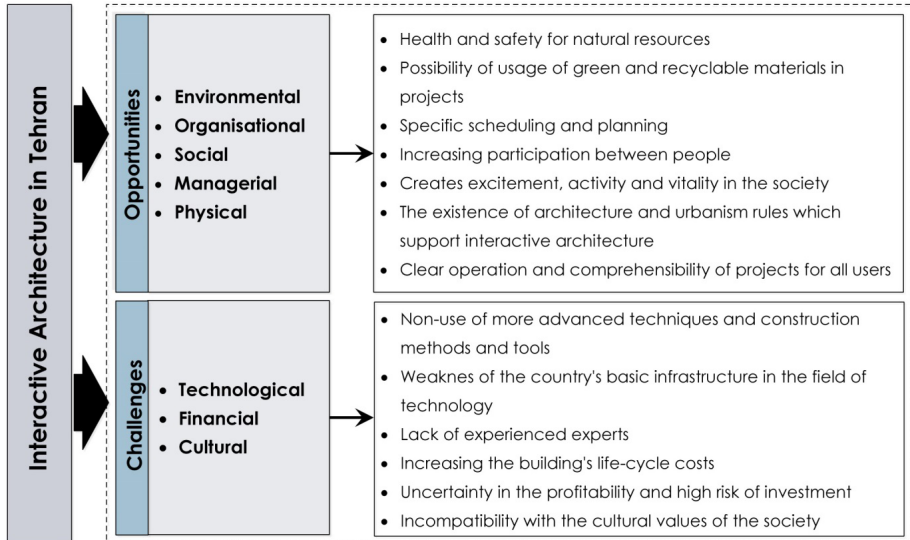 Interactive Architecture in Tehran
Opportunities
• Environmental
• Organisational
• Social
• Managerial
• Physical
• Health and safety for natural resources
• Possibility of usage of green and recyclable materials in
projects
• Specific scheduling and planning
• Increasing participation between people
• Creates excitement, activity and vitality in the society
• The existence of architecture and urbanism rules which
support interactive architecture
• Clear operation and comprehensibility of projects for all users
Challenges
• Technological
• Financial
• Cultural
• Non-use of more advanced techniques and construction
methods and tools
• Weaknes of the country's basic infrastructure in the field of
technology
• Lack of experienced experts
• Increasing the building's life-cycle costs
• Uncertainty in the profitability and high risk of investment
• Incompatibility with the cultural values of the society